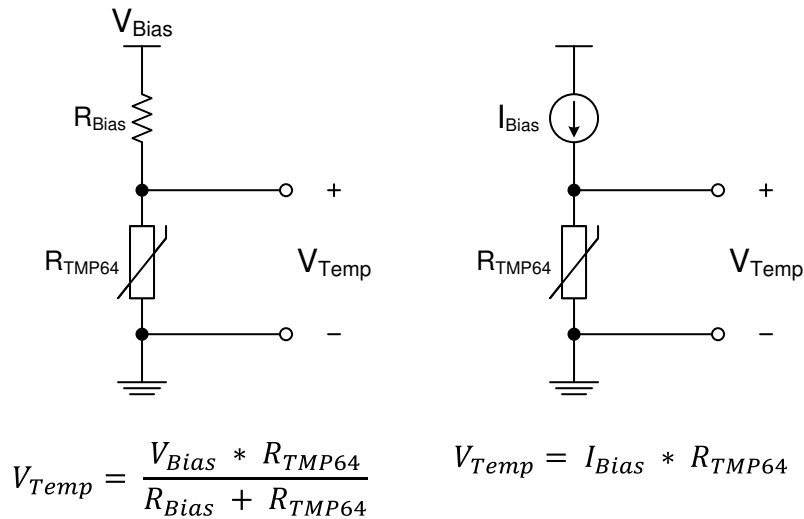 V_Bias
R_Bias
I_Bias
+
+
R_TMP64
V_Temp
R_TMP64
V_Temp
−
−
V_Temp = (V_Bias * R_TMP64) / (R_Bias + R_TMP64)
V_Temp = I_Bias * R_TMP64